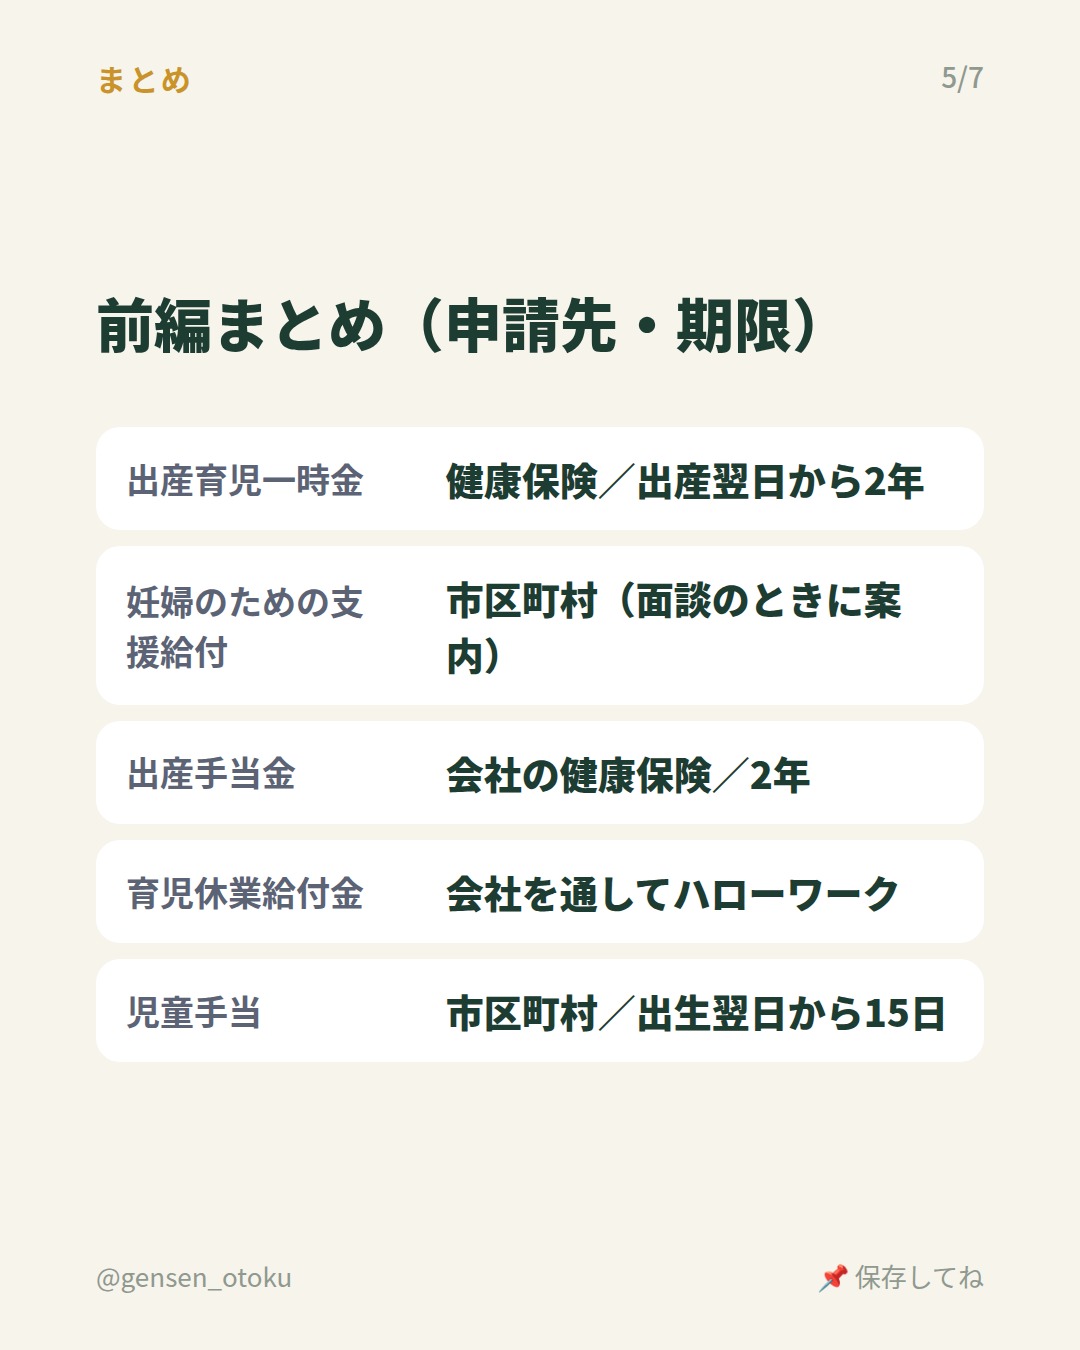 まとめ
5/7
前編まとめ（申請先・期限）
出産育児一時金
健康保険／出産翌日から2年
妊婦のための支
援給付
市区町村（面談のときに案
内）
出産手当金
会社の健康保険／2年
育児休業給付金
会社を通してハローワーク
児童手当
市区町村／出生翌日から15日
@gensen_otoku
📌 保存してね